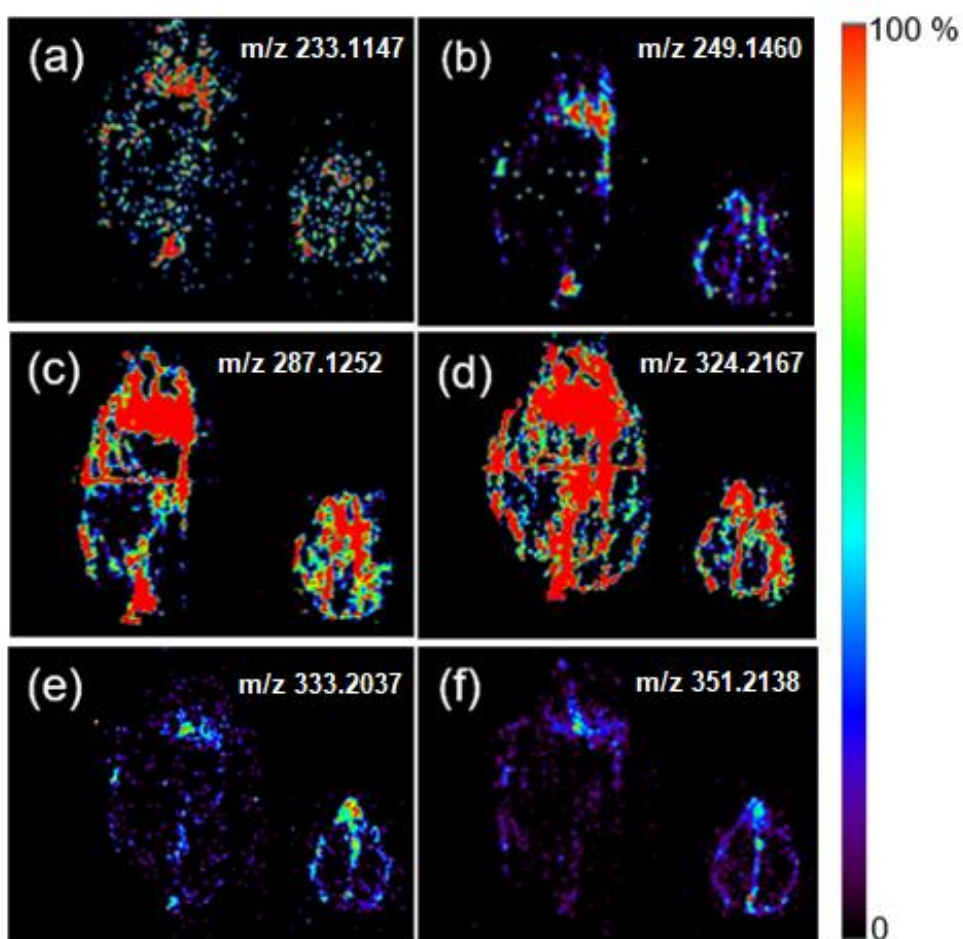 (a) m/z 233.1147
(b) m/z 249.1460
100 %
(c) m/z 287.1252
(d) m/z 324.2167
(e) m/z 333.2037
(f) m/z 351.2138
0